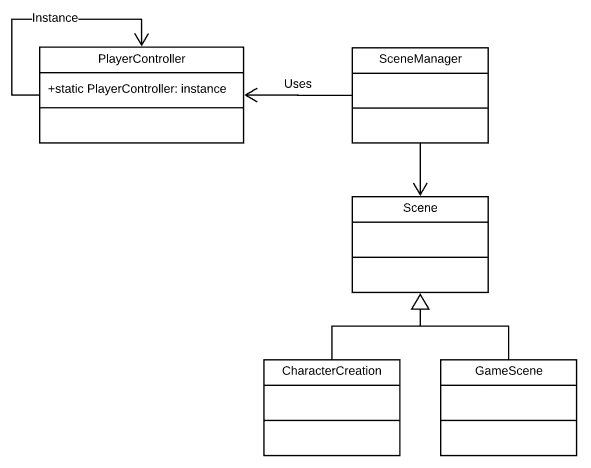 Instance
PlayerController
+static PlayerController: instance
Uses
SceneManager
Scene
CharacterCreation
GameScene